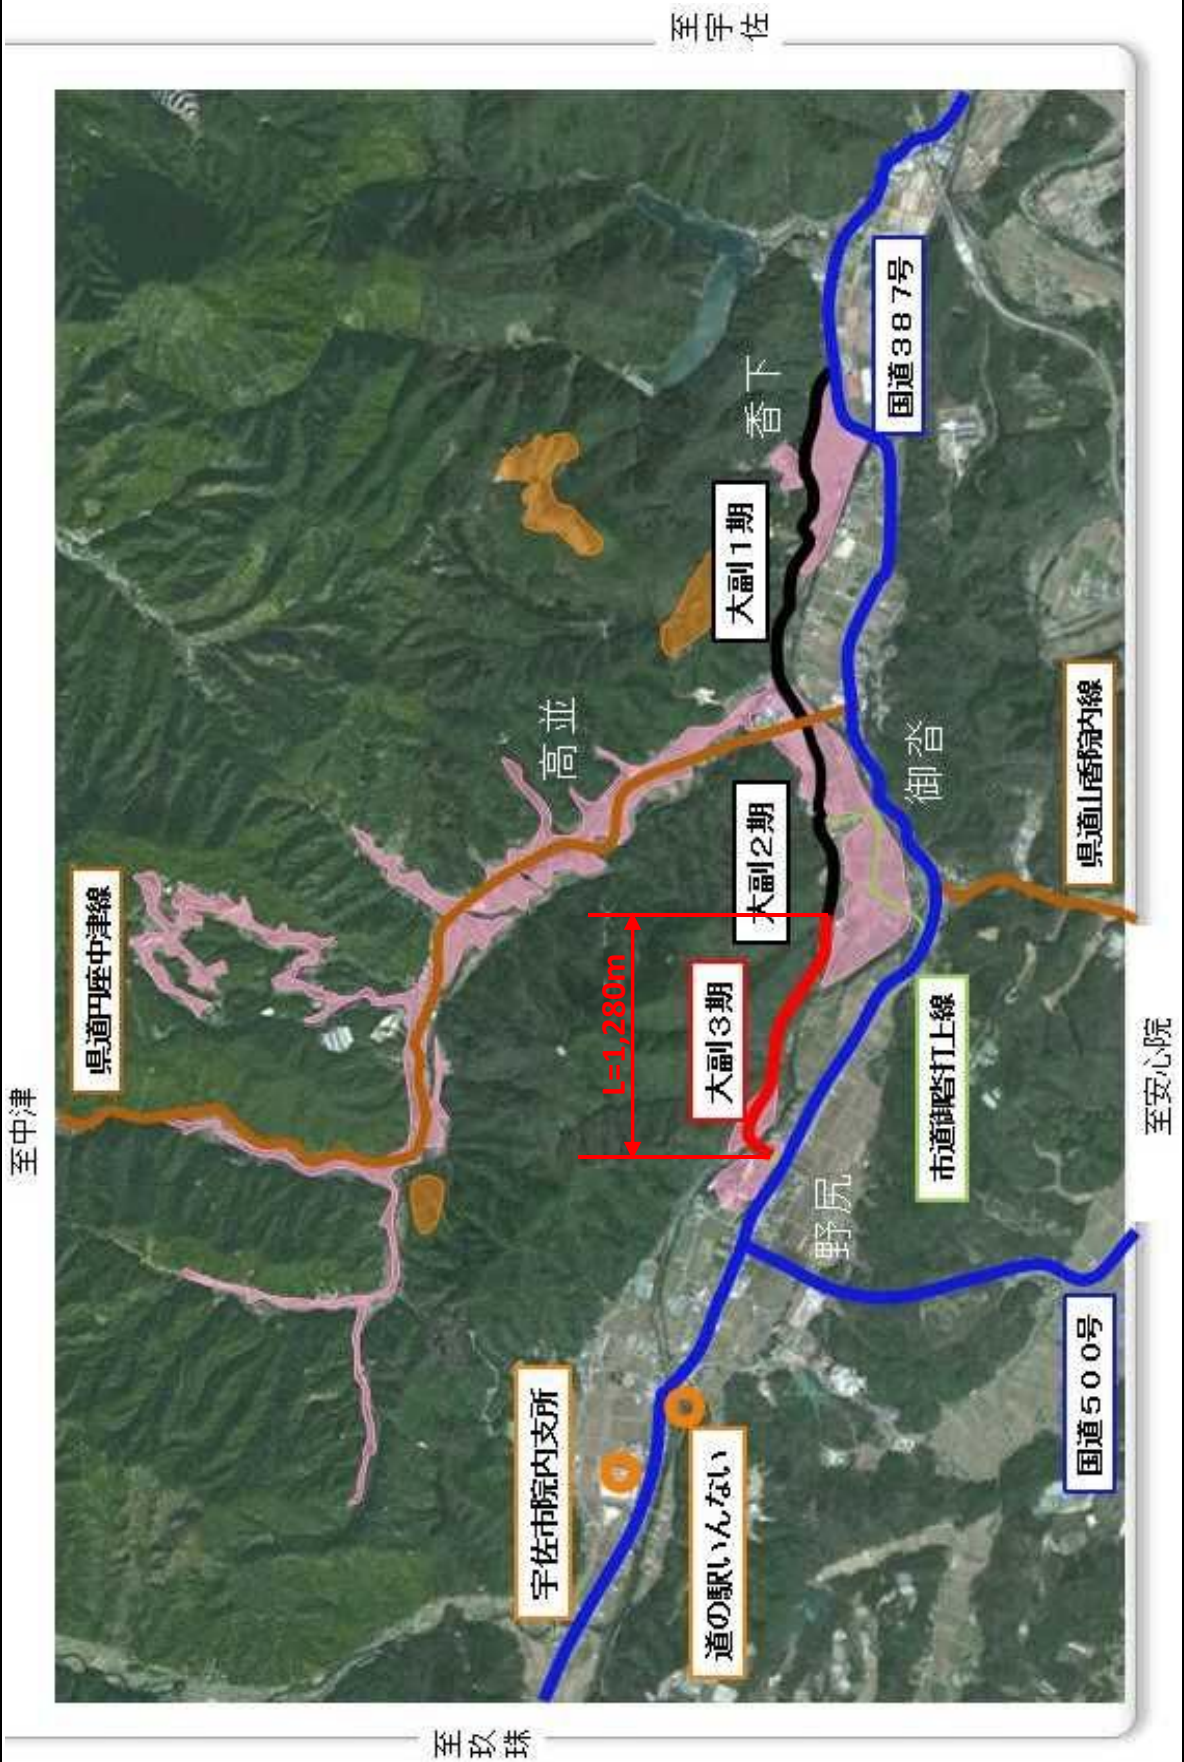 至中津
県道円座中津線
至宇佐
香下
国道３８７号
大副１期
高並
大副２期
御沓
県道山香院内線
L=1,280m
大副３期
市道御沓打上線
至安心院
野尻
国道５００号
宇佐市院内支所
道の駅いんない
至玖珠